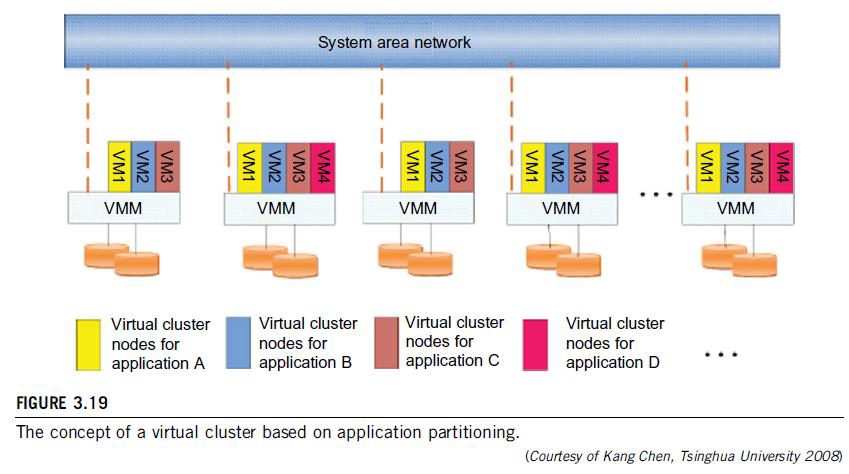 System area network
VM1 VM2 VM3
VM1 VM2 VM3 VM4
VM1 VM2 VM3
VM1 VM2 VM3 VM4
...
VM1 VM2 VM3 VM4
VMM
VMM
VMM
VMM
VMM
Virtual cluster
nodes for
application A
Virtual cluster
nodes for
application B
Virtual cluster
nodes for
application C
Virtual cluster
nodes for
application D
...
FIGURE 3.19
The concept of a virtual cluster based on application partitioning.
(Courtesy of Kang Chen, Tsinghua University 2008)